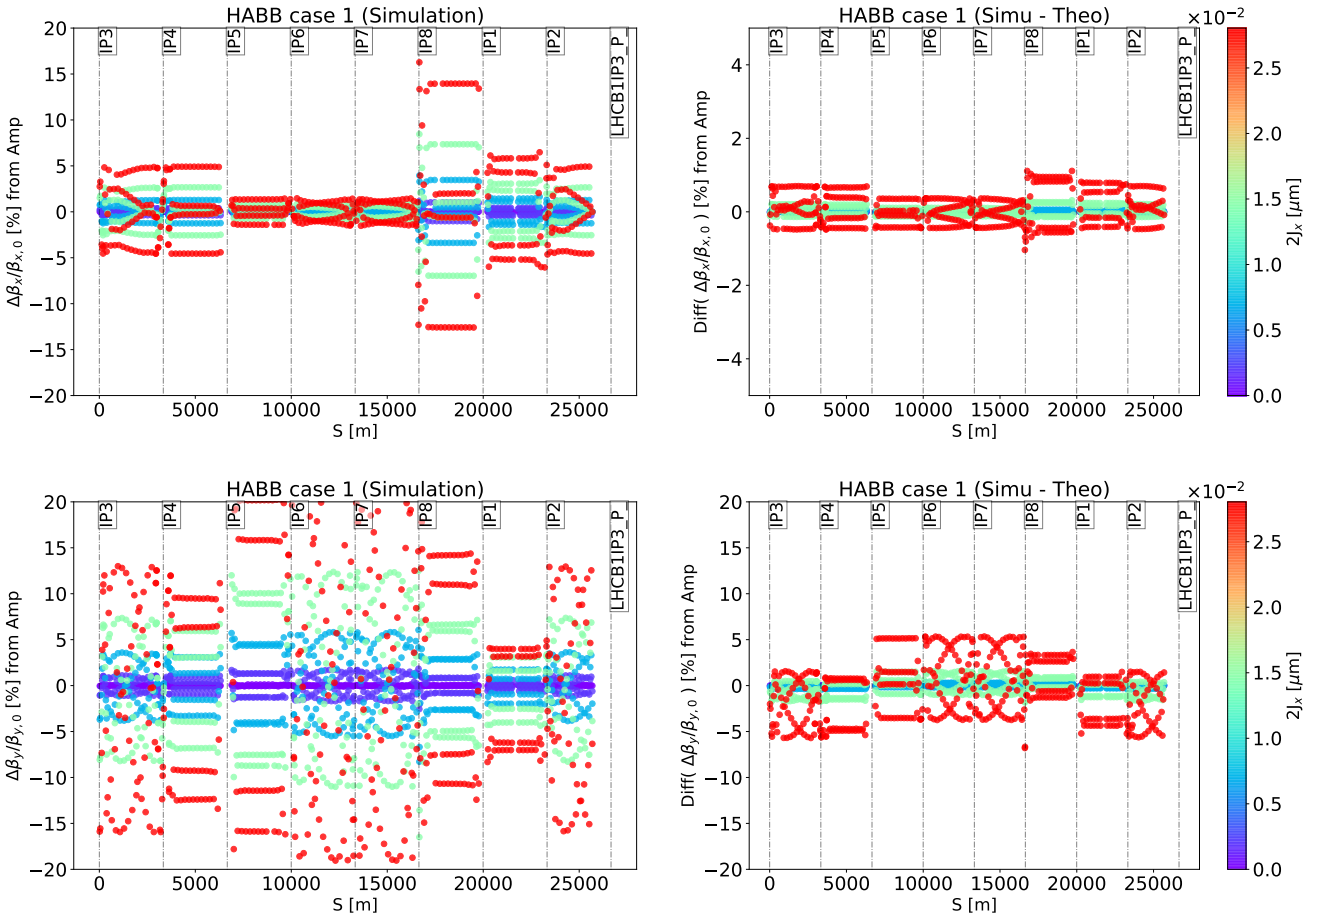 HABB case 1 (Simulation)
20
15
10
5
0
−5
−10
−15
−20
Δβx/βx,0 [%] from Amp
IP3
IP4
IP5
IP6
IP7
IP8
IP1
IP2
LHCB1IP3_P_
0
5000
10000
15000
20000
25000
S [m]
HABB case 1 (Simu - Theo)
4
2
0
−2
−4
Diff( Δβx/βx,0 ) [%] from Amp
IP3
IP4
IP5
IP6
IP7
IP8
IP1
IP2
LHCB1IP3_P_
0
5000
10000
15000
20000
25000
S [m]
×10−2
2.5
2.0
1.5
1.0
0.5
0.0
2Jx [μm]
HABB case 1 (Simulation)
20
15
10
5
0
−5
−10
−15
−20
Δβy/βy,0 [%] from Amp
IP3
IP4
IP5
IP6
IP7
IP8
IP1
IP2
LHCB1IP3_P_
0
5000
10000
15000
20000
25000
S [m]
HABB case 1 (Simu - Theo)
20
15
10
5
0
−5
−10
−15
−20
Diff( Δβy/βy,0 ) [%] from Amp
IP3
IP4
IP5
IP6
IP7
IP8
IP1
IP2
LHCB1IP3_P_
0
5000
10000
15000
20000
25000
S [m]
×10−2
2.5
2.0
1.5
1.0
0.5
0.0
2Jx [μm]